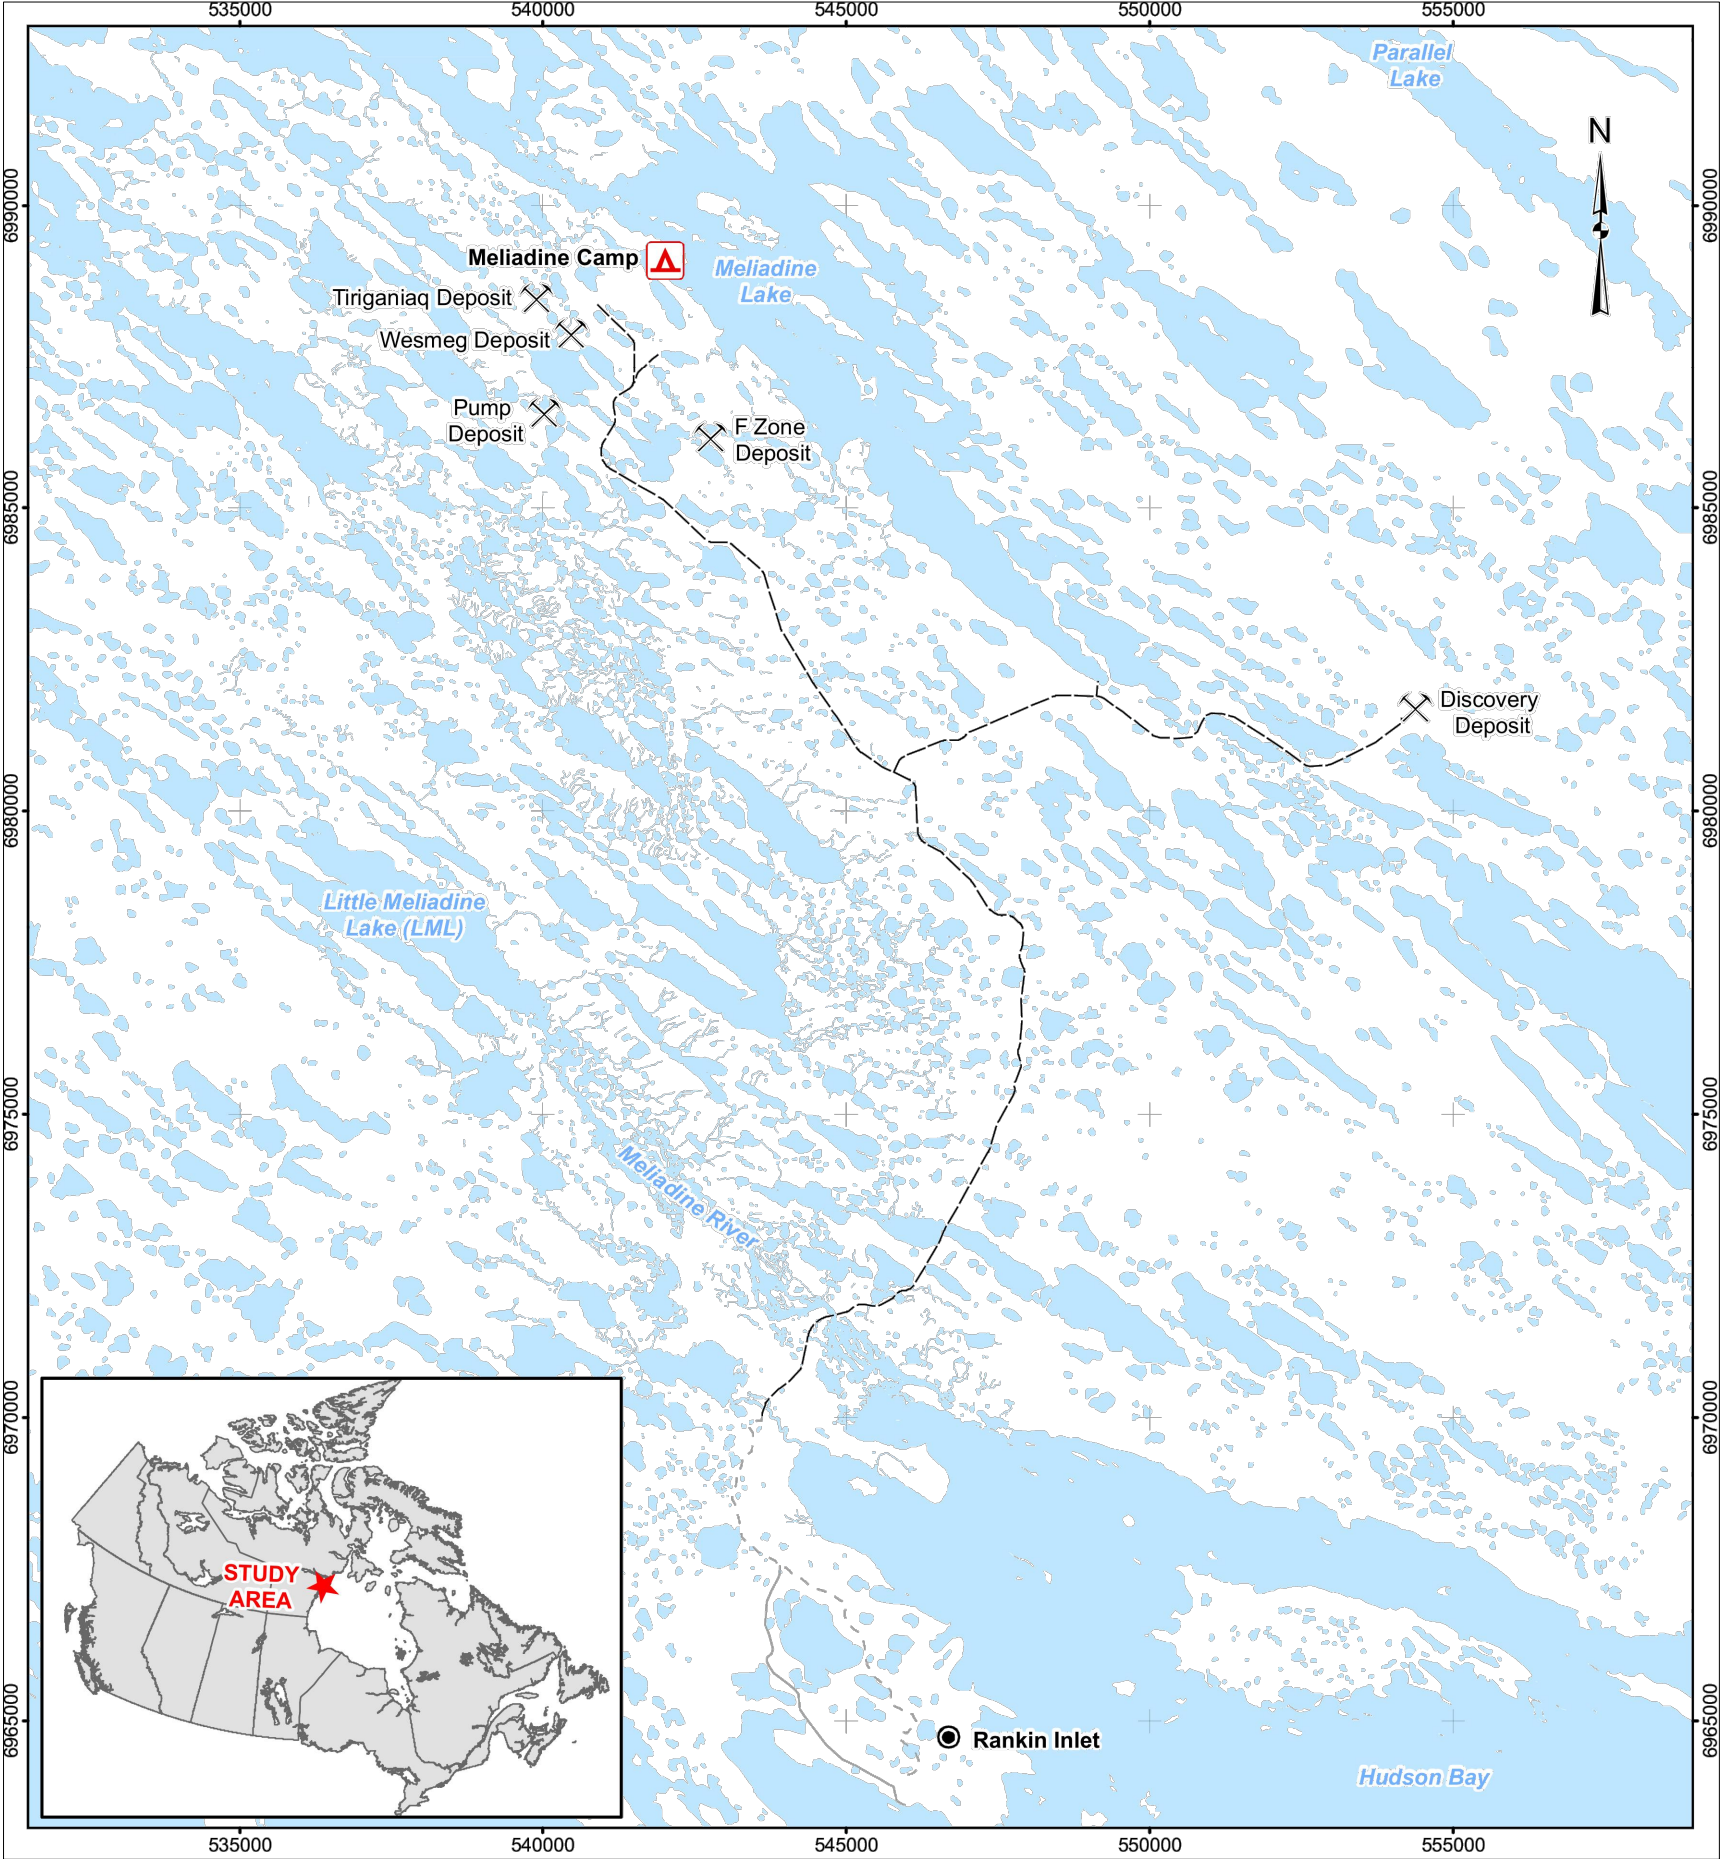 535000
540000
545000
550000
555000
Parallel
Lake
N
6990000
6990000
Meliadine Camp
Meliadine
Lake
Tiriganiaq Deposit
Wesmeg Deposit
Pump
Deposit
F Zone
Deposit
6985000
6985000
Discovery
Deposit
6980000
6980000
Little Meliadine
Lake (LML)
6975000
6975000
Meliadine River
6970000
6970000
STUDY
AREA
6965000
6965000
Rankin Inlet
Hudson Bay
535000
540000
545000
550000
555000